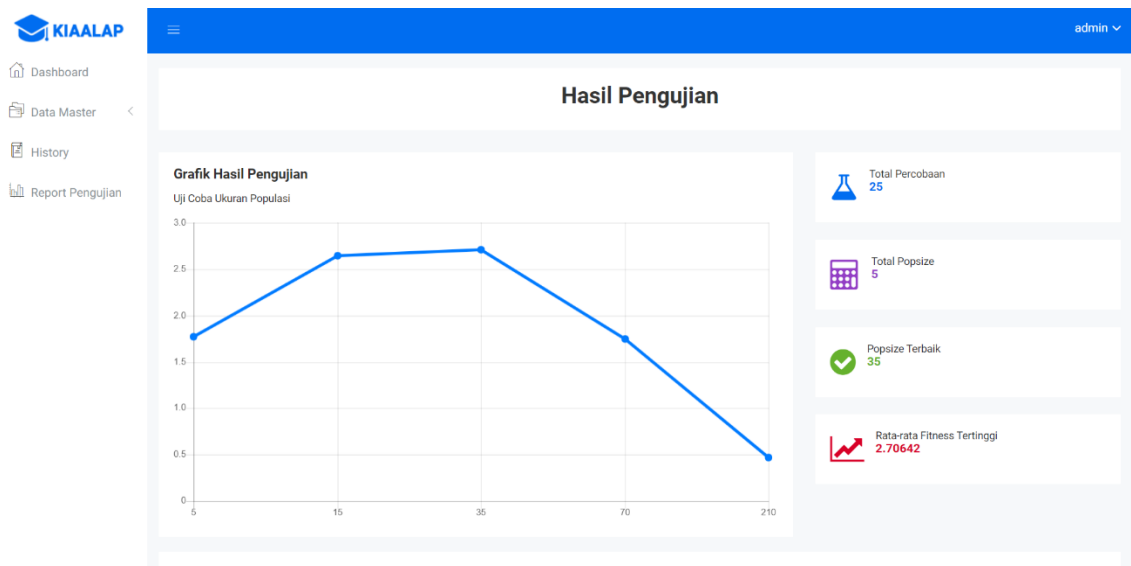 KIAALAP
admin
Dashboard
Data Master
History
Report Pengujian
Hasil Pengujian
Grafik Hasil Pengujian
Uji Coba Ukuran Populasi
3.0
2.5
2.0
1.5
1.0
0.5
0
5
15
35
70
210
Total Percobaan
25
Total Popsize
5
Popsize Terbaik
35
Rata-rata Fitness Tertinggi
2.70642